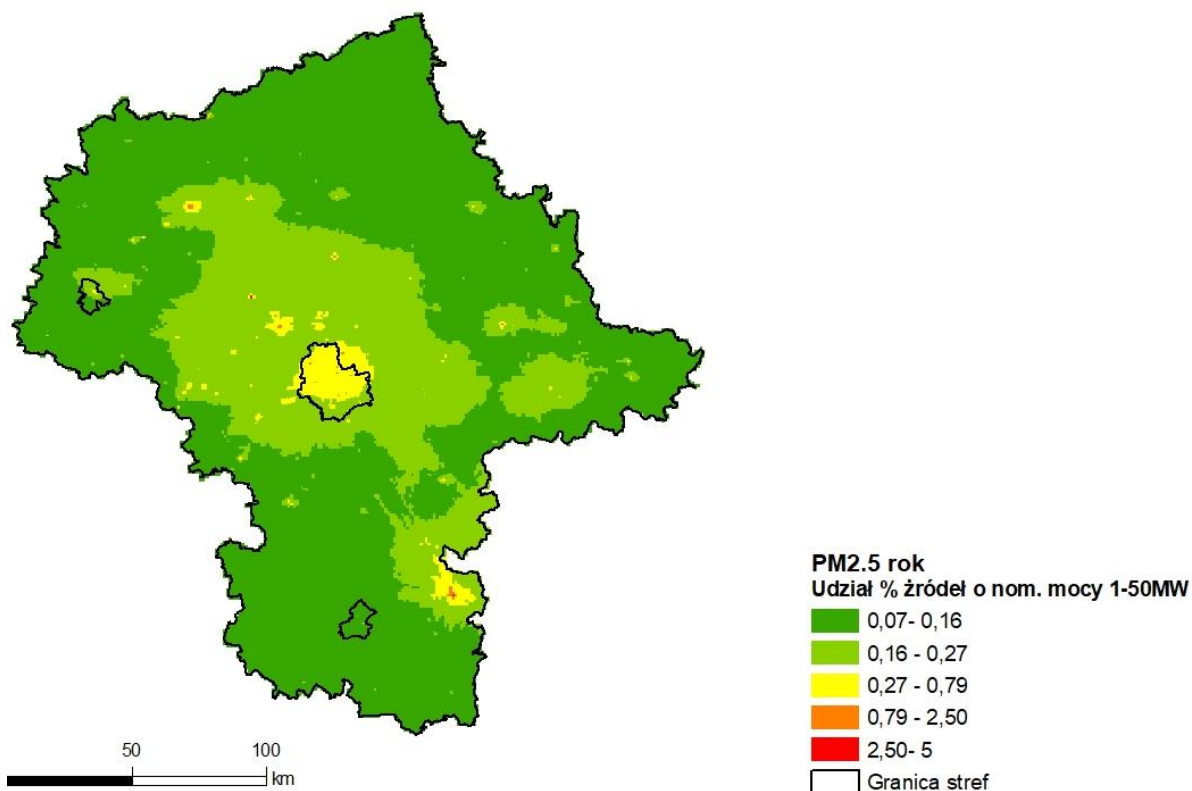 50 100
km
PM2.5 rok
Udział % źródeł o nom. mocy 1-50MW
0,07- 0,16
0,16 - 0,27
0,27 - 0,79
0,79 - 2,50
2,50- 5
Granica stref